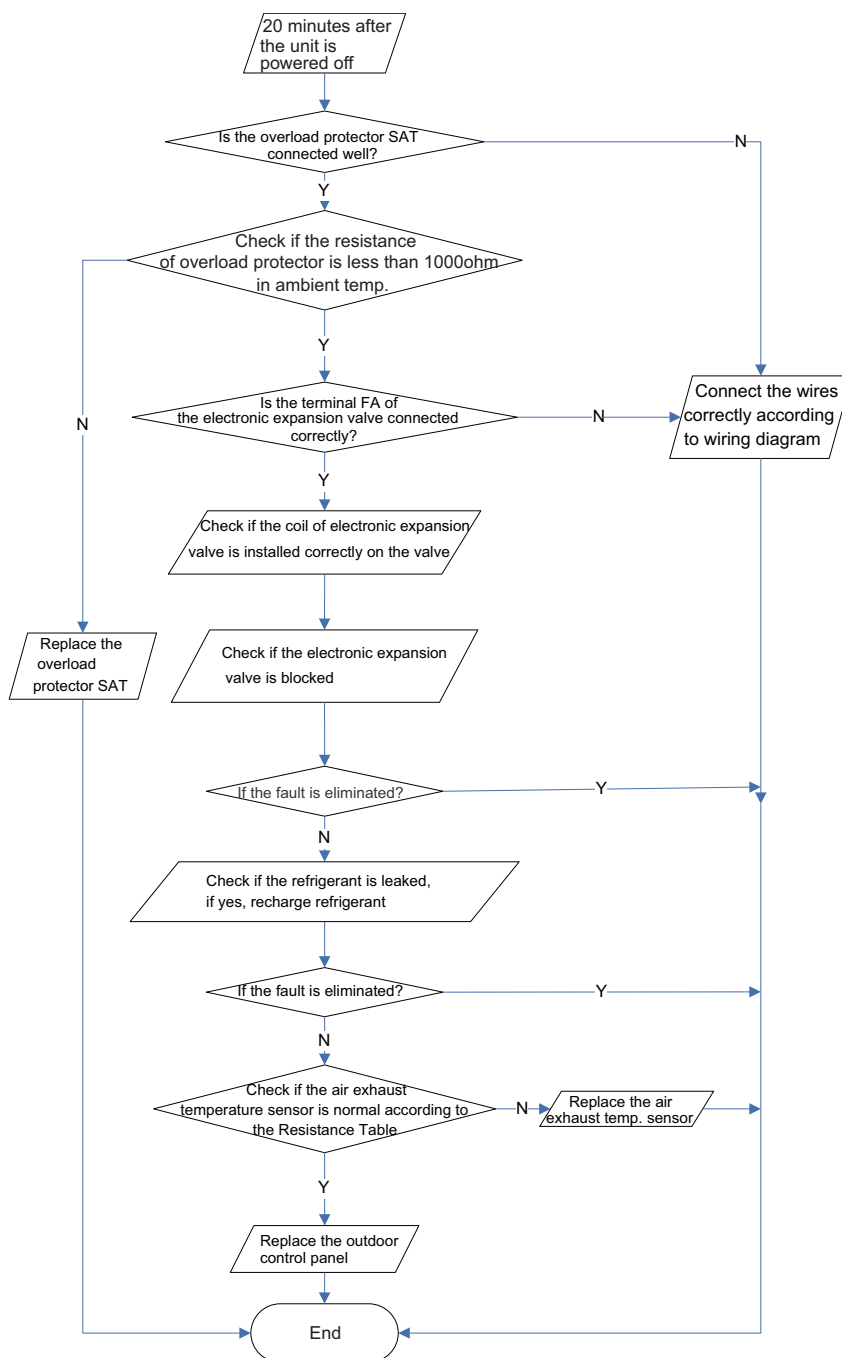 20 minutes after
the unit is
powered off
Is the overload protector SAT
connected well?
N
Y
Check if the resistance
of overload protector is less than 1000ohm
in ambient temp.
Y
N
Is the terminal FA of
the electronic expansion valve connected
correctly?
N
Connect the wires
correctly according
to wiring diagram
Y
Check if the coil of electronic expansion
valve is installed correctly on the valve
Replace the
overload
protector SAT
Check if the electronic expansion
valve is blocked
If the fault is eliminated?
Y
N
Check if the refrigerant is leaked,
if yes, recharge refrigerant
If the fault is eliminated?
Y
N
Check if the air exhaust
temperature sensor is normal according to
the Resistance Table
N
Replace the air
exhaust temp. sensor
Y
Replace the outdoor
control panel
End